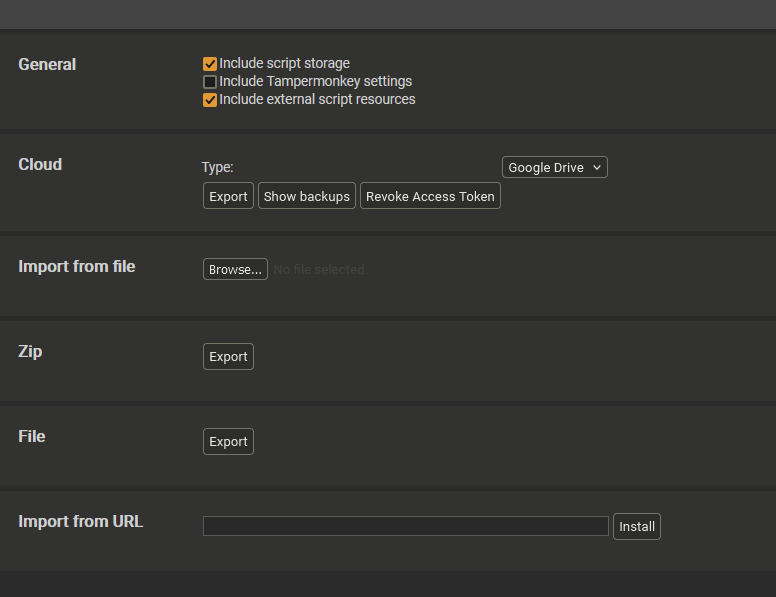 General
Include script storage
Include Tampermonkey settings
Include external script resources
Cloud
Type:
Google Drive
Export
Show backups
Revoke Access Token
Import from file
Browse...
No file selected.
Zip
Export
File
Export
Import from URL
Install